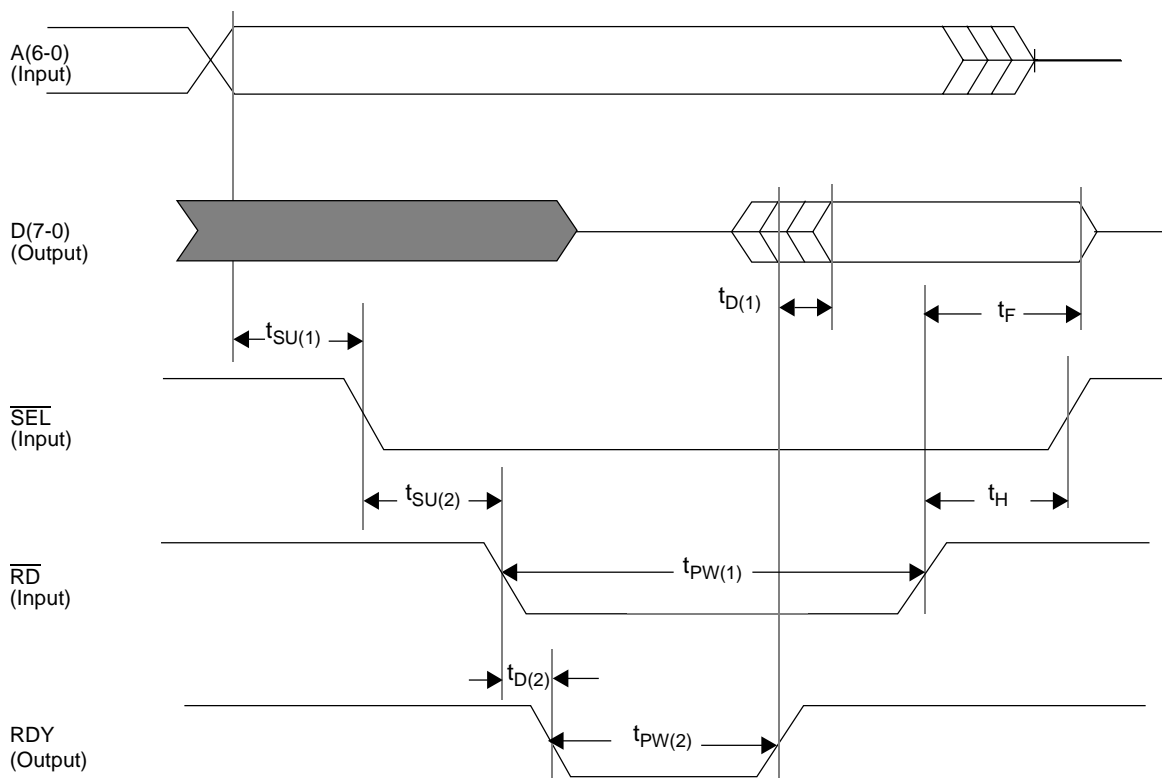 A(6-0)
(Input)
D(7-0)
(Output)
tD(1)
tF
tSU(1)
SEL
(Input)
tSU(2)
tH
RD
(Input)
tPW(1)
tD(2)
RDY
(Output)
tPW(2)